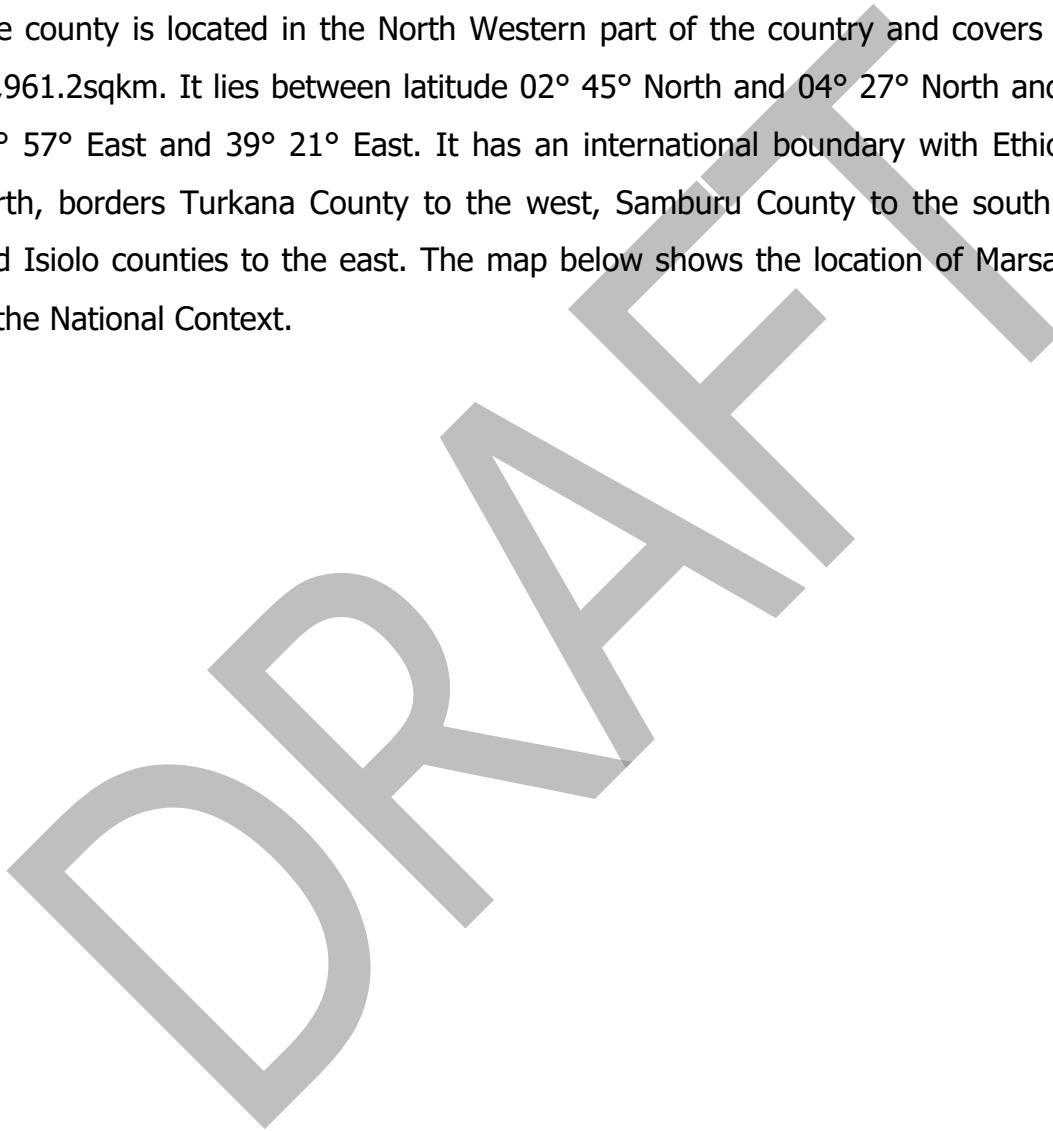 e county is located in the North Western part of the country and covers
,961.2sqkm. It lies between latitude 02° 45° North and 04° 27° North and
° 57° East and 39° 21° East. It has an international boundary with Ethio
rth, borders Turkana County to the west, Samburu County to the south
d Isiolo counties to the east. The map below shows the location of Marsa
the National Context.
DRAFT